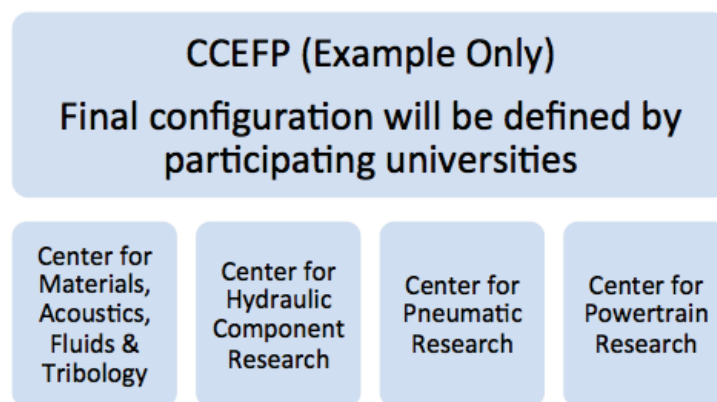 CCEFP (Example Only)
Final configuration will be defined by
participating universities
Center for
Materials,
Acoustics,
Fluids &
Tribology
Center for
Hydraulic
Component
Research
Center for
Pneumatic
Research
Center for
Powertrain
Research